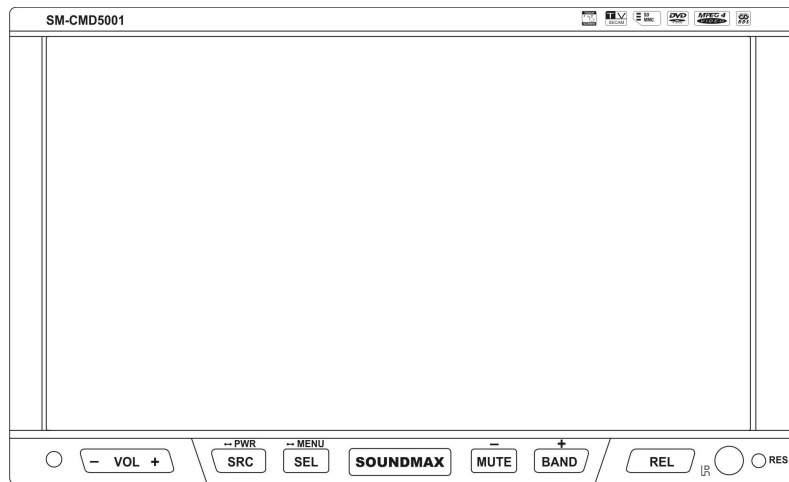 SM-CMD5001
TV
SECAM
SD
MMC
DVD
MPEG 4
VIDEO
PWR
MENU
−
+
− VOL +
SRC
SEL
SOUNDMAX
MUTE
BAND
REL
RES